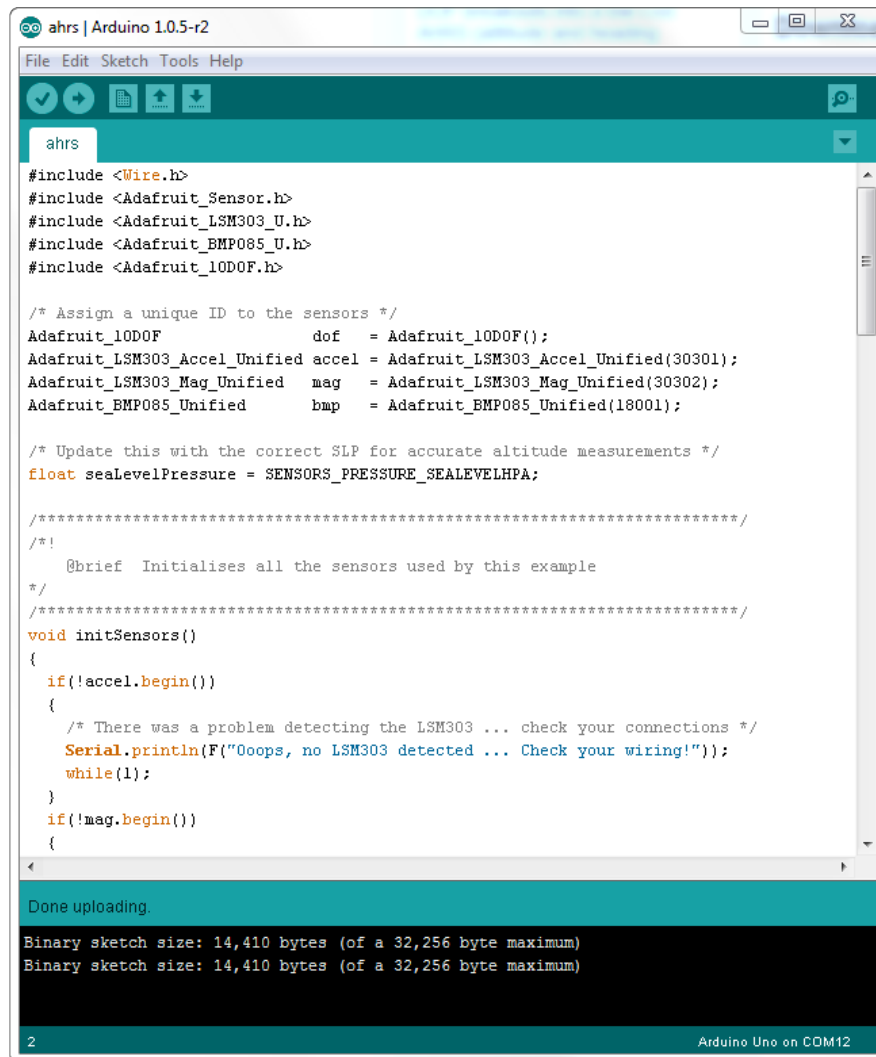 ahrs | Arduino 1.0.5-r2
File Edit Sketch Tools Help
ahrs
#include <Wire.h>
#include <Adafruit_Sensor.h>
#include <Adafruit_LSM303_U.h>
#include <Adafruit_BMP085_U.h>
#include <Adafruit_10DOF.h>
/* Assign a unique ID to the sensors */
Adafruit_10DOF                dof   = Adafruit_10DOF();
Adafruit_LSM303_Accel_Unified accel = Adafruit_LSM303_Accel_Unified(30301);
Adafruit_LSM303_Mag_Unified   mag   = Adafruit_LSM303_Mag_Unified(30302);
Adafruit_BMP085_Unified       bmp   = Adafruit_BMP085_Unified(18001);
/* Update this with the correct SLP for accurate altitude measurements */
float seaLevelPressure = SENSORS_PRESSURE_SEALEVELHPA;
/**************************************************************************/
/*!
    @brief  Initialises all the sensors used by this example
*/
/**************************************************************************/
void initSensors()
{
  if(!accel.begin())
  {
    /* There was a problem detecting the LSM303 ... check your connections */
    Serial.println(F("Ooops, no LSM303 detected ... Check your wiring!"));
    while(1);
  }
  if(!mag.begin())
  {
Done uploading.
Binary sketch size: 14,410 bytes (of a 32,256 byte maximum)
Binary sketch size: 14,410 bytes (of a 32,256 byte maximum)
2 Arduino Uno on COM12